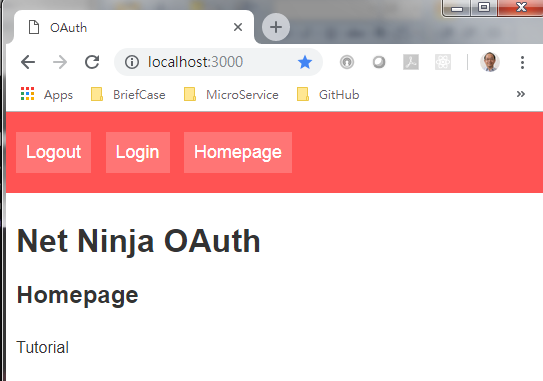 OAuth
localhost:3000
Apps BriefCase MicroService GitHub
Logout Login Homepage
Net Ninja OAuth
Homepage
Tutorial